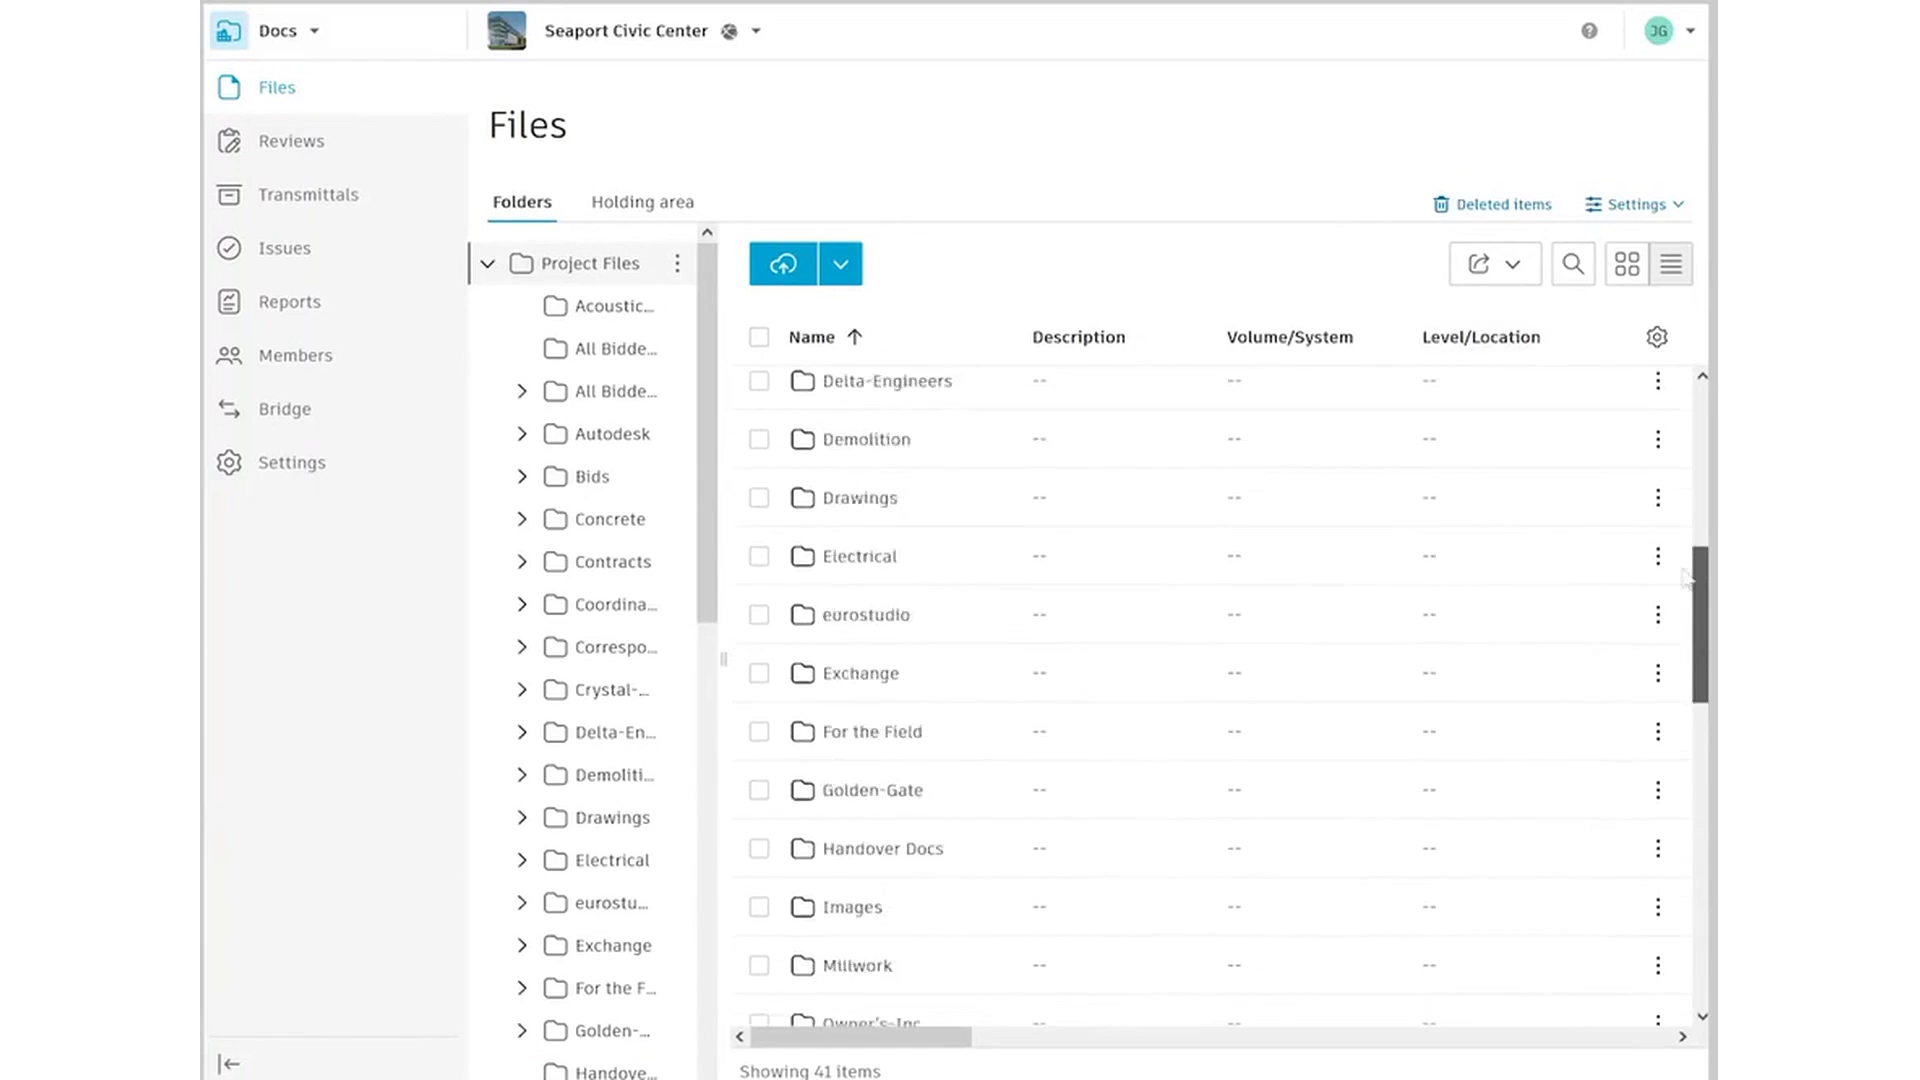 Docs
Seaport Civic Center
JG
Files
Reviews
Transmittals
Issues
Reports
Members
Bridge
Settings
Files
Folders
Holding area
Deleted items
Settings
Project Files
Acoustic...
All Bidde...
All Bidde...
Autodesk
Bids
Concrete
Contracts
Coordina...
Correspo...
Crystal-...
Delta-En...
Demoliti...
Drawings
Electrical
eurostu...
Exchange
For the F...
Golden-...
Handove...
Name Description Volume/System Level/Location
Delta-Engineers -- -- --
Demolition -- -- --
Drawings -- -- --
Electrical -- -- --
eurostudio -- -- --
Exchange -- -- --
For the Field -- -- --
Golden-Gate -- -- --
Handover Docs -- -- --
Images -- -- --
Millwork -- -- --
Owner's-Inc
Showing 41 items